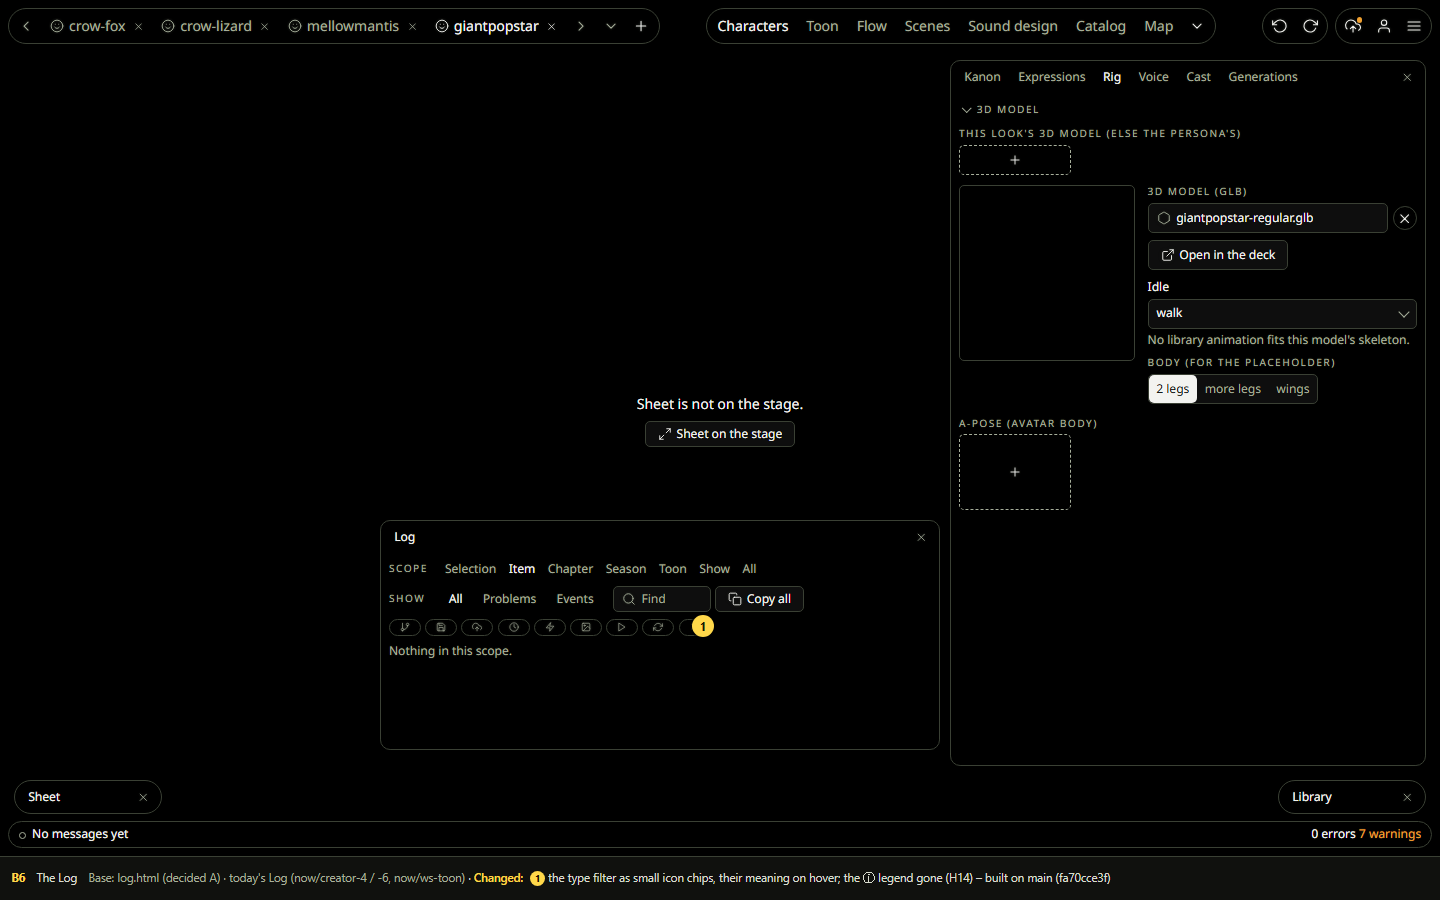 crow-fox crow-lizard mellowmantis giantpopstar
Characters Toon Flow Scenes Sound design Catalog Map
Kanon Expressions Rig Voice Cast Generations
3D MODEL
THIS LOOK'S 3D MODEL (ELSE THE PERSONA'S)
3D MODEL (GLB)
giantpopstar-regular.glb
Open in the deck
Idle
walk
No library animation fits this model's skeleton.
BODY (FOR THE PLACEHOLDER)
2 legs more legs wings
A-POSE (AVATAR BODY)
Sheet is not on the stage.
Sheet on the stage
Log
SCOPE Selection Item Chapter Season Toon Show All
SHOW All Problems Events Find Copy all
1
Nothing in this scope.
Sheet
Library
No messages yet
0 errors 7 warnings
B6 The Log Base: log.html (decided A) · today's Log (now/creator-4 / -6, now/ws-toon) · Changed: 1 the type filter as small icon chips, their meaning on hover; the ⓘ legend gone (H14) – built on main (fa70cce3f)